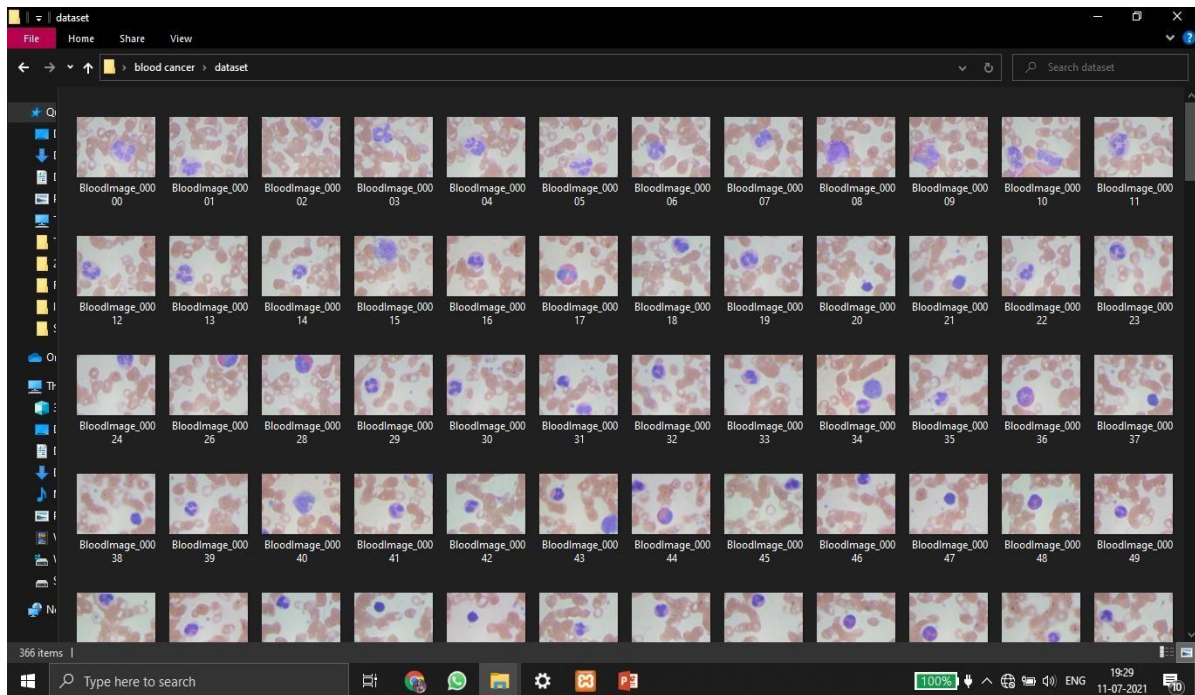 dataset
File Home Share View
blood cancer › dataset
Search dataset
BloodImage_000 BloodImage_000 BloodImage_000 BloodImage_000 BloodImage_000 BloodImage_000 BloodImage_000 BloodImage_000 BloodImage_000 BloodImage_000 BloodImage_000 BloodImage_000
00 01 02 03 04 05 06 07 08 09 10 11
BloodImage_000 BloodImage_000 BloodImage_000 BloodImage_000 BloodImage_000 BloodImage_000 BloodImage_000 BloodImage_000 BloodImage_000 BloodImage_000 BloodImage_000 BloodImage_000
12 13 14 15 16 17 18 19 20 21 22 23
BloodImage_000 BloodImage_000 BloodImage_000 BloodImage_000 BloodImage_000 BloodImage_000 BloodImage_000 BloodImage_000 BloodImage_000 BloodImage_000 BloodImage_000 BloodImage_000
24 26 28 29 30 31 32 33 34 35 36 37
BloodImage_000 BloodImage_000 BloodImage_000 BloodImage_000 BloodImage_000 BloodImage_000 BloodImage_000 BloodImage_000 BloodImage_000 BloodImage_000 BloodImage_000 BloodImage_000
38 39 40 41 42 43 44 45 46 47 48 49
366 items
Type here to search
100% ENG 19:29
11-07-2021
10